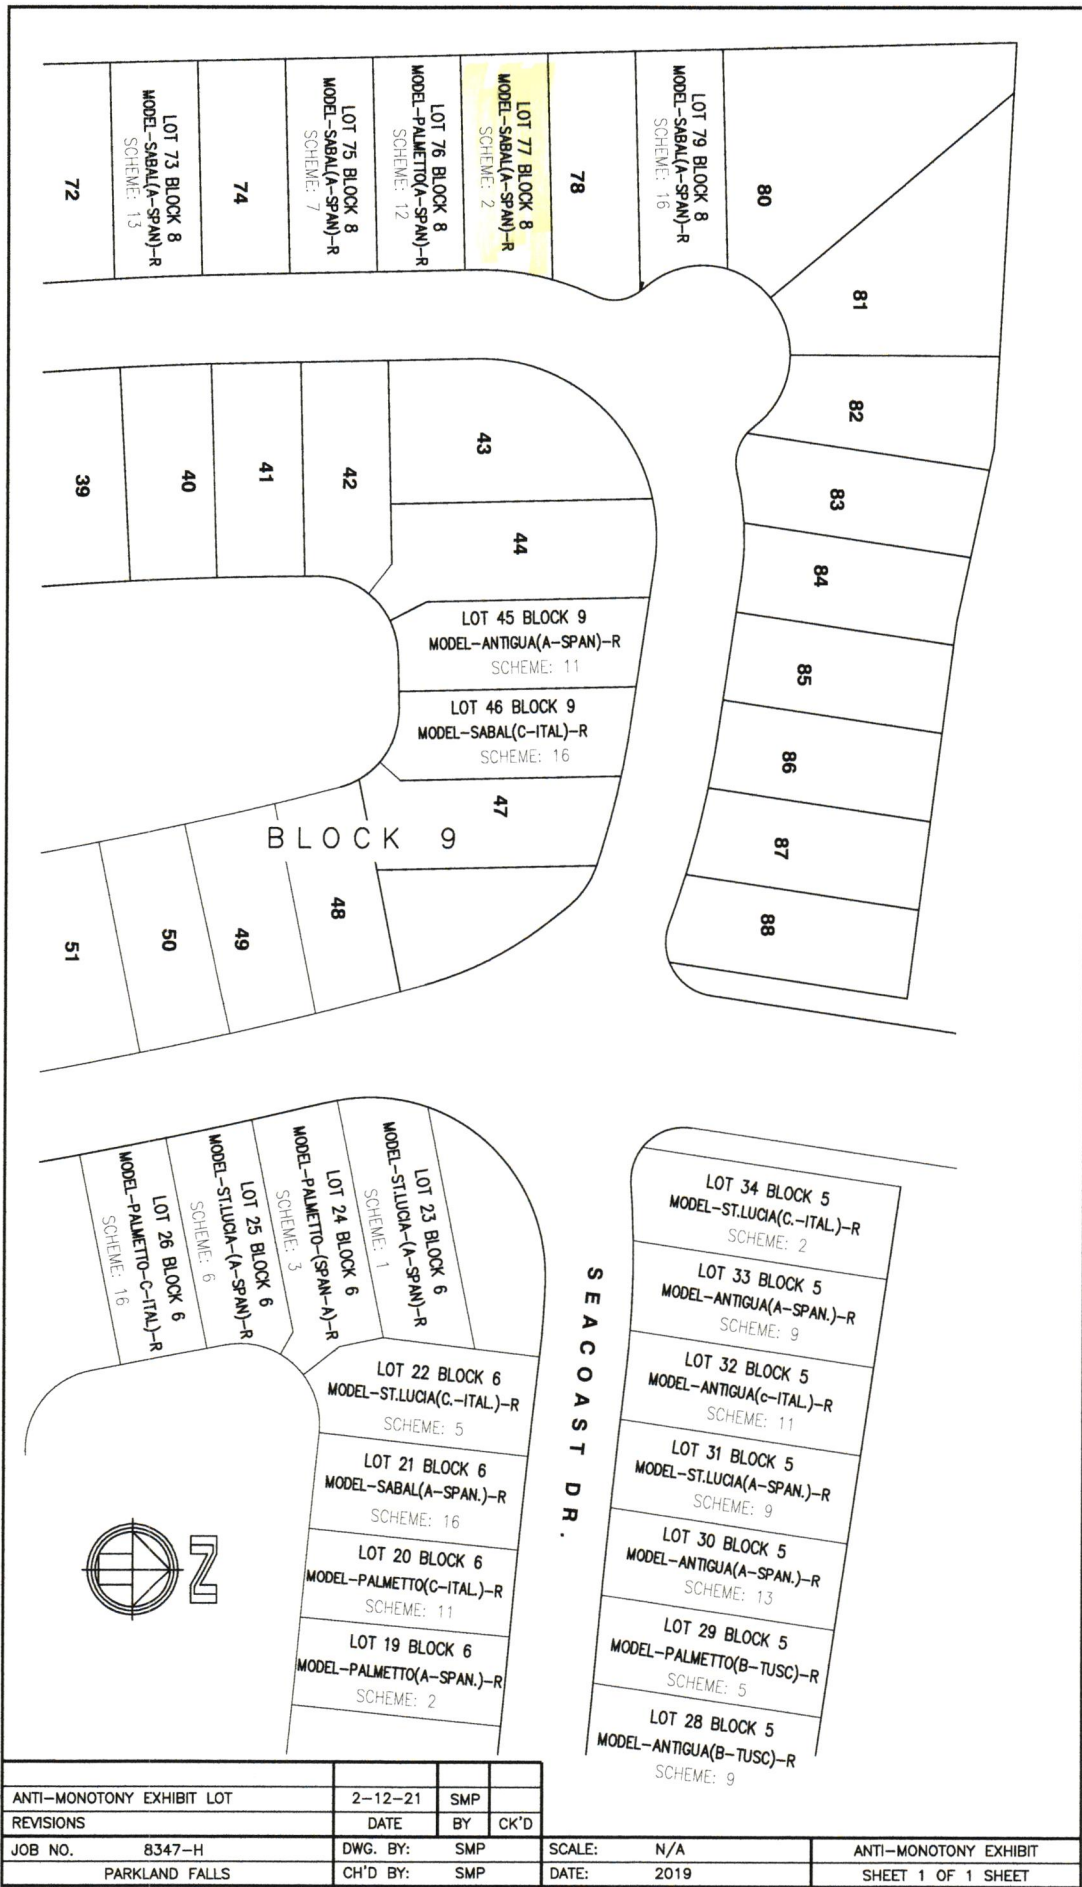 72
LOT 73 BLOCK 8
MODEL-SABAL(A-SPAN)-R
SCHEME: 13
74
LOT 75 BLOCK 8
MODEL-SABAL(A-SPAN)-R
SCHEME: 7
LOT 76 BLOCK 8
MODEL-PALMETTO(A-SPAN)-R
SCHEME: 12
LOT 77 BLOCK 8
MODEL-SABAL(A-SPAN)-R
SCHEME: 2
78
LOT 79 BLOCK 8
MODEL-SABAL(A-SPAN)-R
SCHEME: 16
80
81
82
83
84
85
86
87
88
39
40
41
42
43
44
LOT 45 BLOCK 9
MODEL-ANTIGUA(A-SPAN)-R
SCHEME: 11
LOT 46 BLOCK 9
MODEL-SABAL(C-ITAL)-R
SCHEME: 16
47
BLOCK 9
48
49
50
51
LOT 23 BLOCK 6
MODEL-ST.LUCIA-(A-SPAN)-R
SCHEME: 1
LOT 24 BLOCK 6
MODEL-PALMETTO-(SPAN-A)-R
SCHEME: 3
LOT 25 BLOCK 6
MODEL-ST.LUCIA-(A-SPAN)-R
SCHEME: 6
LOT 26 BLOCK 6
MODEL-PALMETTO-C-ITAL)-R
SCHEME: 16
LOT 22 BLOCK 6
MODEL-ST.LUCIA(C.-ITAL.)-R
SCHEME: 5
LOT 21 BLOCK 6
MODEL-SABAL(A-SPAN.)-R
SCHEME: 16
LOT 20 BLOCK 6
MODEL-PALMETTO(C-ITAL.)-R
SCHEME: 11
LOT 19 BLOCK 6
MODEL-PALMETTO(A-SPAN.)-R
SCHEME: 2
SEACOAST DR.
LOT 34 BLOCK 5
MODEL-ST.LUCIA(C.-ITAL.)-R
SCHEME: 2
LOT 33 BLOCK 5
MODEL-ANTIGUA(A-SPAN.)-R
SCHEME: 9
LOT 32 BLOCK 5
MODEL-ANTIGUA(c-ITAL.)-R
SCHEME: 11
LOT 31 BLOCK 5
MODEL-ST.LUCIA(A-SPAN.)-R
SCHEME: 9
LOT 30 BLOCK 5
MODEL-ANTIGUA(A-SPAN.)-R
SCHEME: 13
LOT 29 BLOCK 5
MODEL-PALMETTO(B-TUSC)-R
SCHEME: 5
LOT 28 BLOCK 5
MODEL-ANTIGUA(B-TUSC)-R
SCHEME: 9
N
ANTI-MONOTONY EXHIBIT LOT 2-12-21 SMP
REVISIONS DATE BY CK'D
JOB NO. 8347-H DWG. BY: SMP SCALE: N/A ANTI-MONOTONY EXHIBIT
PARKLAND FALLS CH'D BY: SMP DATE: 2019 SHEET 1 OF 1 SHEET